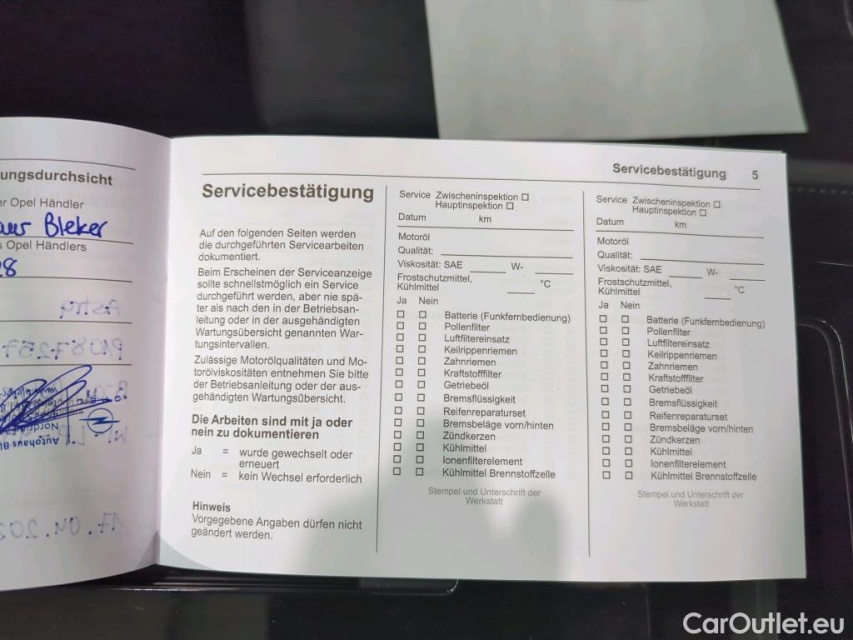 ungsdurchsicht
er Opel Händler
aus Bleker
s Opel Händlers
28
Servicebestätigung 5
Servicebestätigung
Auf den folgenden Seiten werden
die durchgeführten Servicearbeiten
dokumentiert.
Beim Erscheinen der Serviceanzeige
sollte schnellstmöglich ein Service
durchgeführt werden, aber nie spä-
ter als nach den in der Betriebsan-
leitung oder in der ausgehändigten
Wartungsübersicht genannten War-
tungsintervallen.
Zulässige Motorölqualitäten und Mo-
torölviskositäten entnehmen Sie bitte
der Betriebsanleitung oder der aus-
gehändigten Wartungsübersicht.
Die Arbeiten sind mit ja oder
nein zu dokumentieren
Ja = wurde gewechselt oder
erneuert
Nein = kein Wechsel erforderlich
Hinweis
Vorgegebene Angaben dürfen nicht
geändert werden.
Service Zwischeninspektion
Hauptinspektion
Datum km
Motoröl
Qualität:
Viskosität: SAE W-
Frostschutzmittel,
Kühlmittel °C
Ja Nein
Batterie (Funkfernbedienung)
Pollenfilter
Luftfiltereinsatz
Keilrippenriemen
Zahnriemen
Kraftstofffilter
Getriebeöl
Bremsflüssigkeit
Reifenreparaturset
Bremsbeläge vorn/hinten
Zündkerzen
Kühlmittel
Ionenfilterelement
Kühlmittel Brennstoffzelle
Stempel und Unterschrift der
Werkstatt
Service Zwischeninspektion
Hauptinspektion
Datum km
Motoröl
Qualität:
Viskosität: SAE W-
Frostschutzmittel,
Kühlmittel °C
Ja Nein
Batterie (Funkfernbedienung)
Pollenfilter
Luftfiltereinsatz
Keilrippenriemen
Zahnriemen
Kraftstofffilter
Getriebeöl
Bremsflüssigkeit
Reifenreparaturset
Bremsbeläge vorn/hinten
Zündkerzen
Kühlmittel
Ionenfilterelement
Kühlmittel Brennstoffzelle
Stempel und Unterschrift der
Werkstatt
CarOutlet.eu